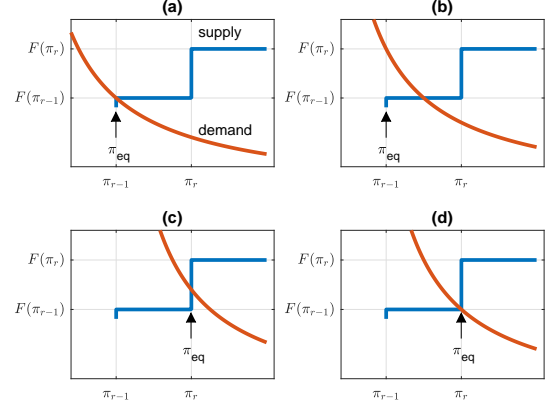 (a)
F(π_r)
F(π_{r−1})
supply
demand
π_eq
π_{r−1} π_r
(b)
F(π_r)
F(π_{r−1})
π_eq
π_{r−1} π_r
(c)
F(π_r)
F(π_{r−1})
π_eq
π_{r−1} π_r
(d)
F(π_r)
F(π_{r−1})
π_eq
π_{r−1} π_r